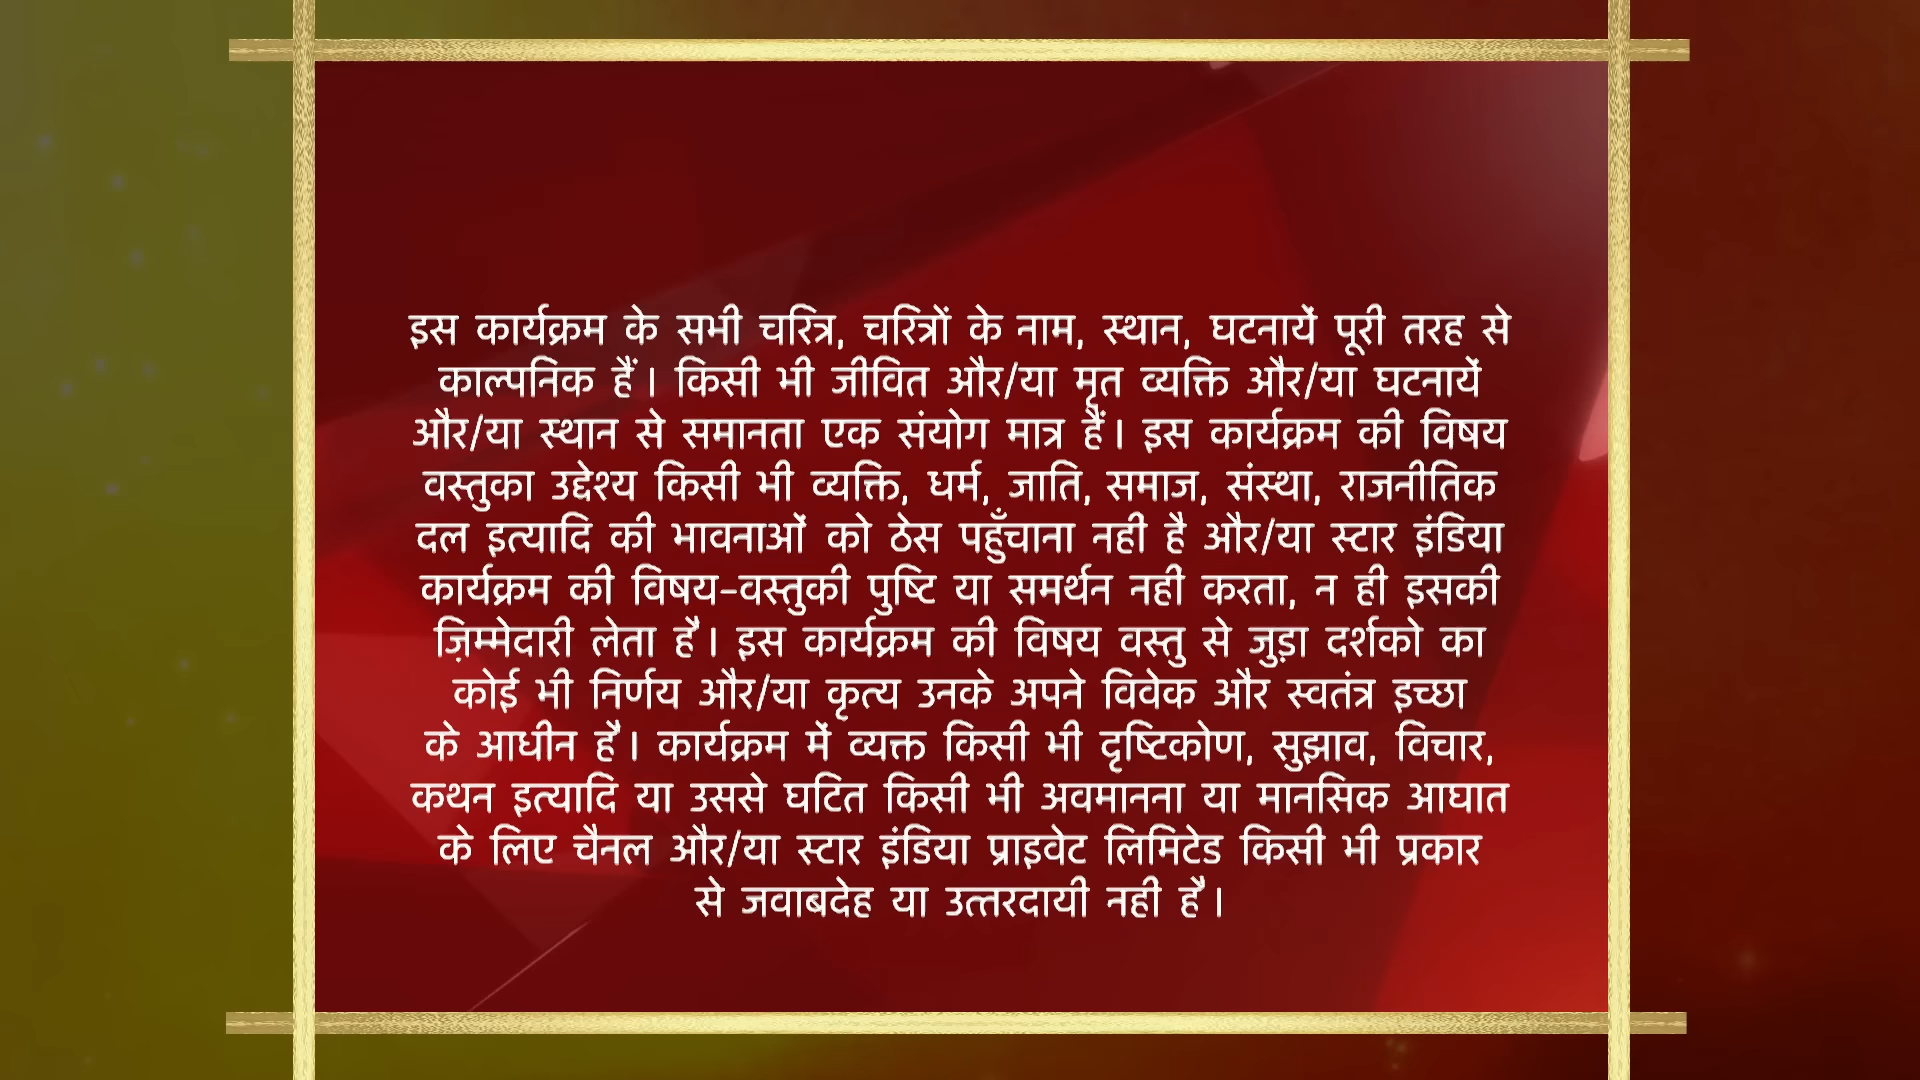 इस कार्यक्रम के सभी चरित्र, चरित्रों के नाम, स्थान, घटनायें पूरी तरह से
काल्पनिक हैं। किसी भी जीवित और/या मृत व्यक्ति और/या घटनायें
और/या स्थान से समानता एक संयोग मात्र हैं। इस कार्यक्रम की विषय
वस्तुका उद्देश्य किसी भी व्यक्ति, धर्म, जाति, समाज, संस्था, राजनीतिक
दल इत्यादि की भावनाओं को ठेस पहुँचाना नही है और/या स्टार इंडिया
कार्यक्रम की विषय-वस्तुकी पुष्टि या समर्थन नहीं करता, न ही इसकी
ज़िम्मेदारी लेता है। इस कार्यक्रम की विषय वस्तु से जुड़ा दर्शको का
कोई भी निर्णय और/या कृत्य उनके अपने विवेक और स्वतंत्र इच्छा
के आधीन है। कार्यक्रम में व्यक्त किसी भी दृष्टिकोण, सुझाव, विचार,
कथन इत्यादि या उससे घटित किसी भी अवमानना या मानसिक आघात
के लिए चैनल और/या स्टार इंडिया प्राइवेट लिमिटेड किसी भी प्रकार
से जवाबदेह या उत्तरदायी नही है।